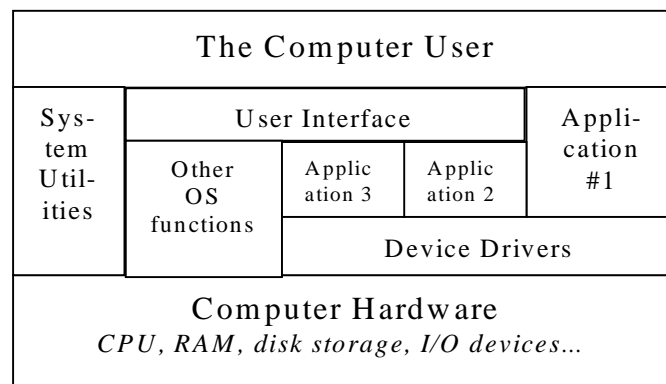 The Computer User
Sys-
tem
Util-
ities
User Interface
Other
OS
functions
Applic
ation 3
Applic
ation 2
Appli-
cation
#1
Device Drivers
Computer Hardware
CPU, RAM, disk storage, I/O devices...